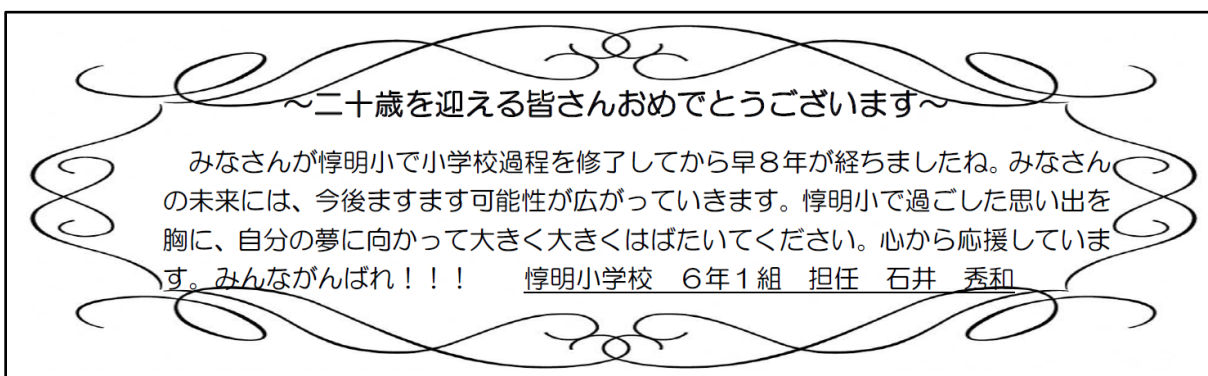 ～二十歳を迎える皆さんおめでとうございます～
みなさんが惇明小で小学校過程を修了してから早８年が経ちましたね。みなさん
の未来には、今後ますます可能性が広がっていきます。惇明小で過ごした思い出を
胸に、自分の夢に向かって大きく大きくはばたいてください。心から応援していま
す。みんながんばれ！！！　　惇明小学校　６年１組　担任　石井　秀和